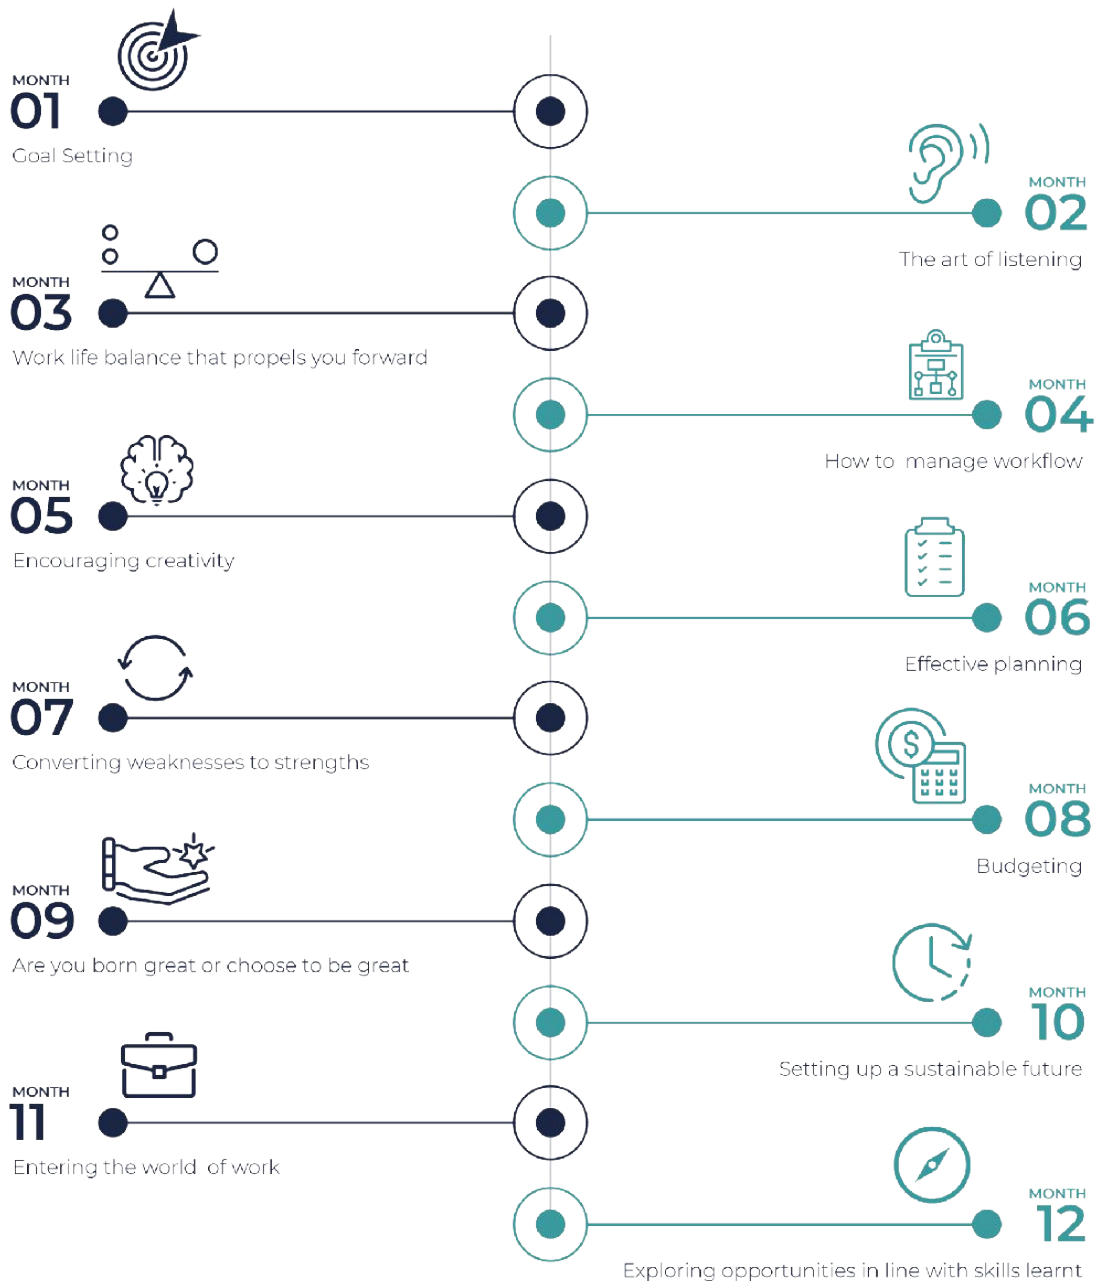 MONTH
01
Goal Setting
MONTH
02
The art of listening
MONTH
03
Work life balance that propels you forward
MONTH
04
How to manage workflow
MONTH
05
Encouraging creativity
MONTH
06
Effective planning
MONTH
07
Converting weaknesses to strengths
$
MONTH
08
Budgeting
MONTH
09
Are you born great or choose to be great
MONTH
10
Setting up a sustainable future
MONTH
11
Entering the world of work
MONTH
12
Exploring opportunities in line with skills learnt